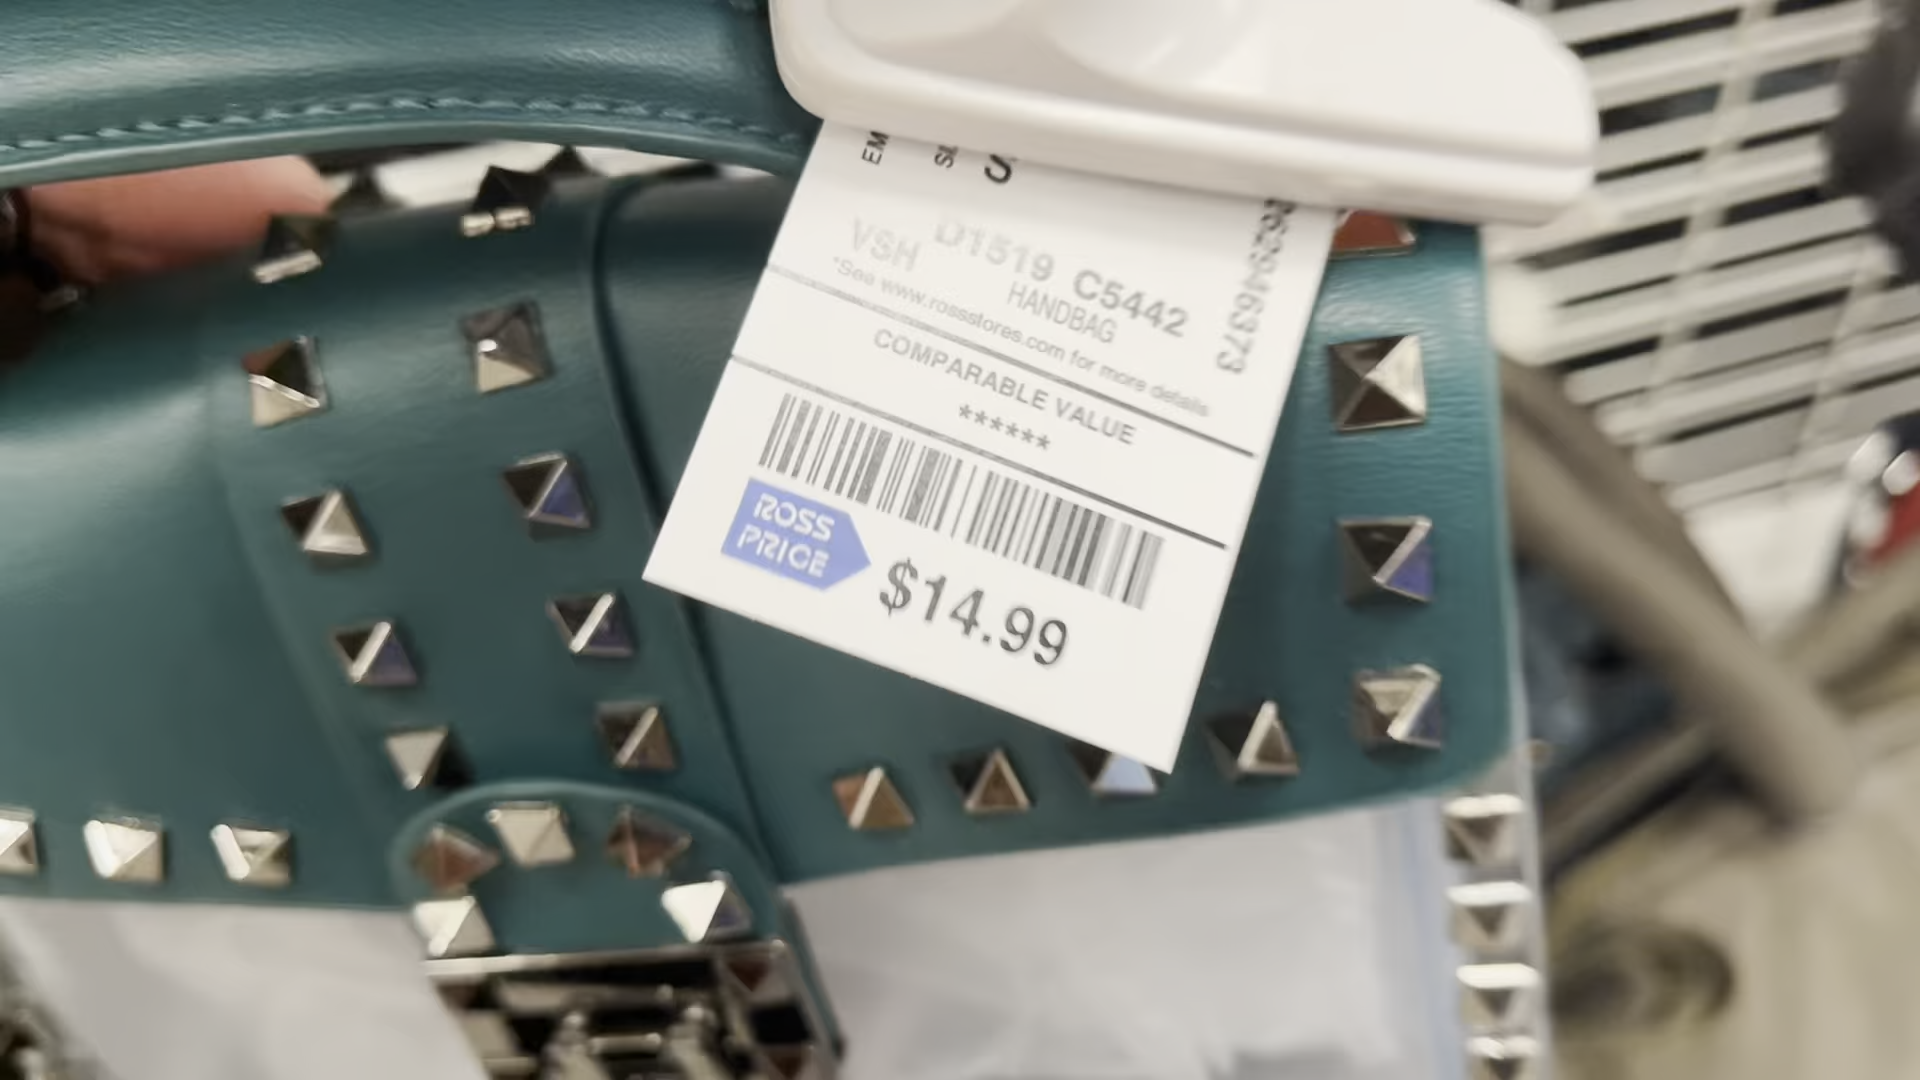 D1519 C5442
VSH HANDBAG
*See www.rossstores.com for more details
COMPARABLE VALUE
******
ROSS
PRICE
$14.99